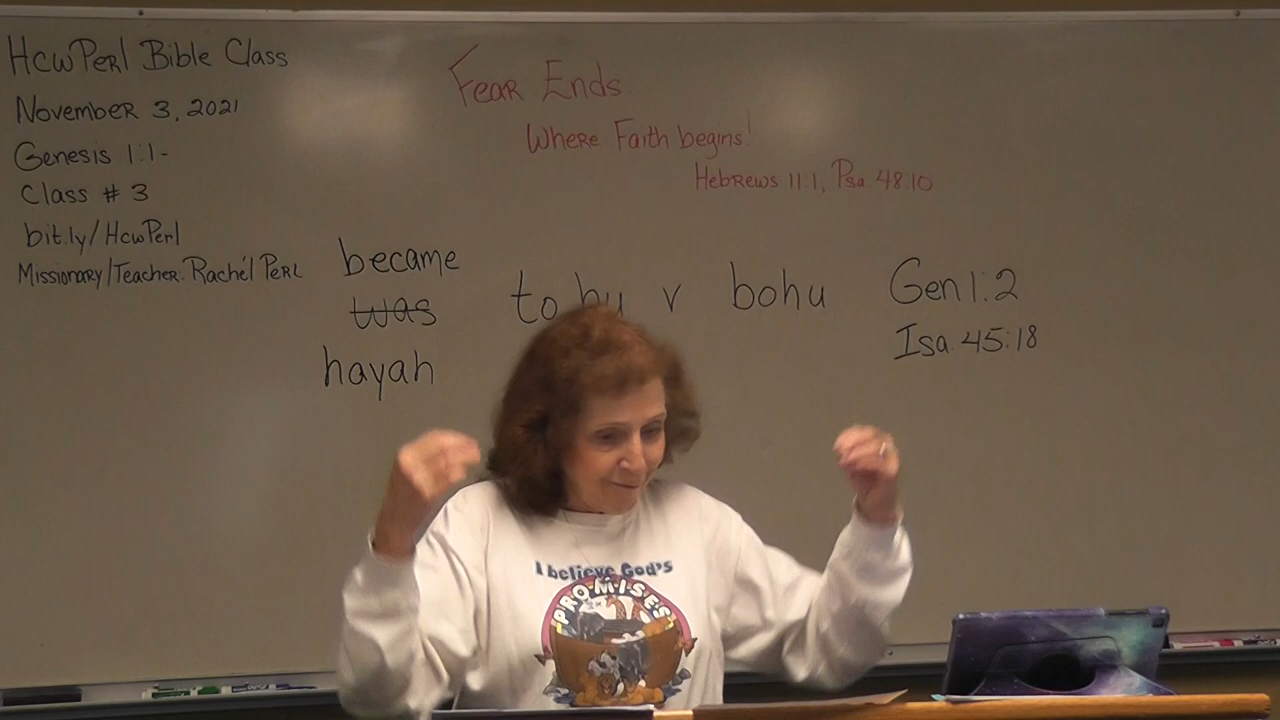 HcwPerl Bible Class
November 3, 2021
Genesis 1:1-
Class # 3
bit.ly/HcwPerl
Missionary/Teacher: Rachél Perl
Fear Ends
Where Faith begins!
Hebrews 11:1, Psa 48:10
became
was
hayah
tohu v bohu Gen 1:2
Isa. 45:18
I believe God's
PROMISES